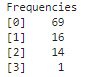 Frequencies
[0] 69
[1] 16
[2] 14
[3] 1